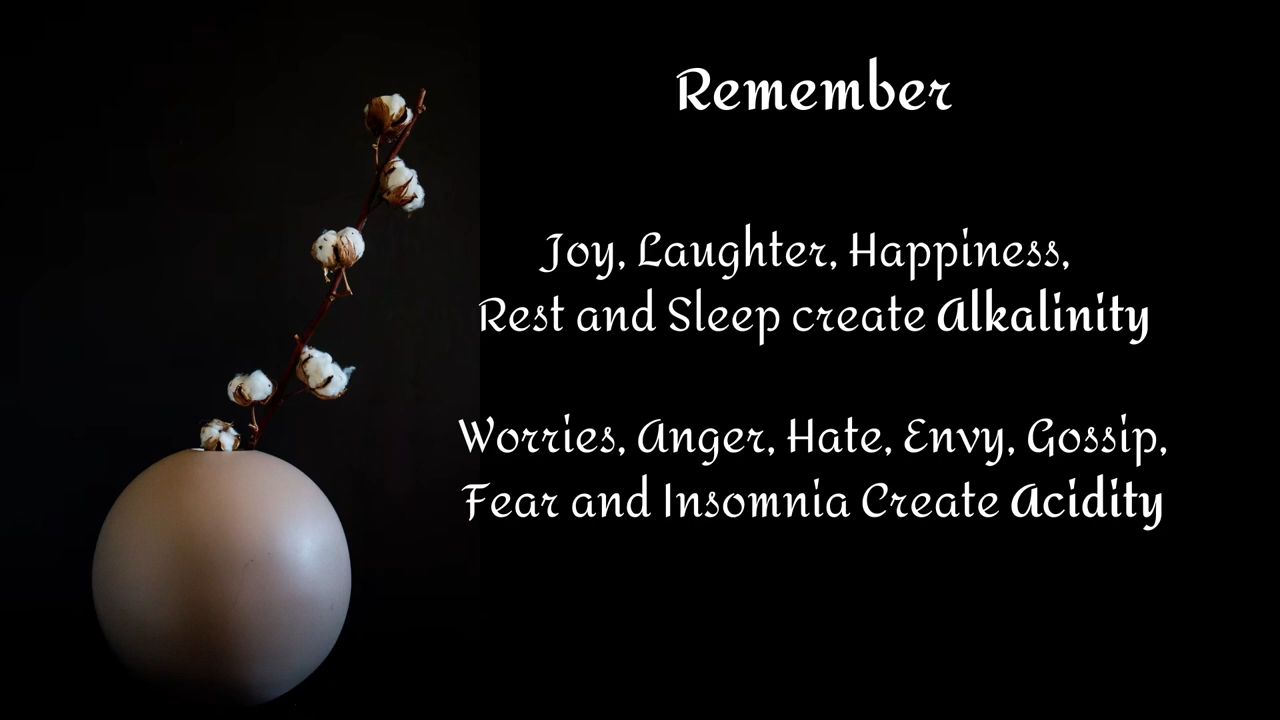 Remember
Joy, Laughter, Happiness,
Rest and Sleep create Alkalinity
Worries, Anger, Hate, Envy, Gossip,
Fear and Insomnia Create Acidity